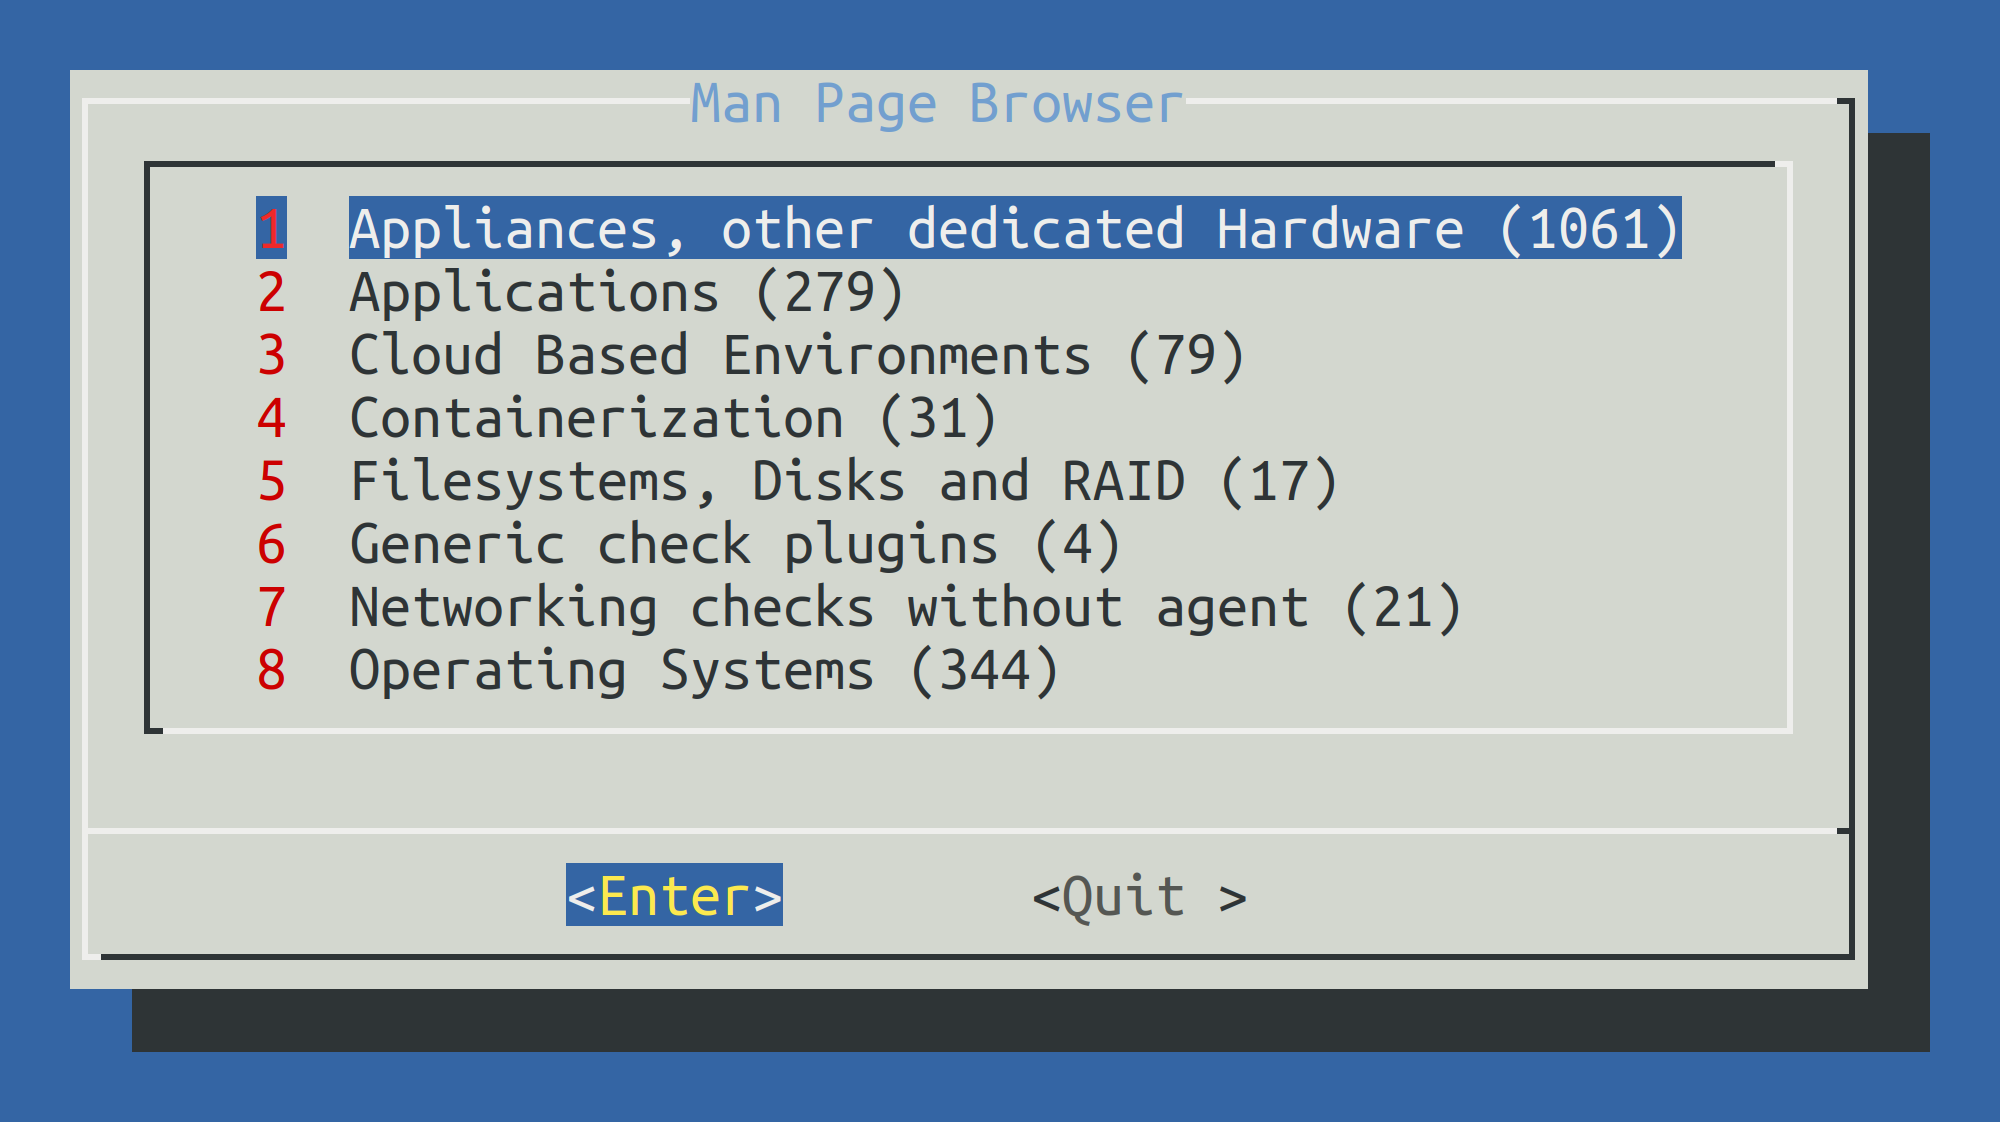 Man Page Browser
1 Appliances, other dedicated Hardware (1061)
2 Applications (279)
3 Cloud Based Environments (79)
4 Containerization (31)
5 Filesystems, Disks and RAID (17)
6 Generic check plugins (4)
7 Networking checks without agent (21)
8 Operating Systems (344)
<Enter> <Quit >